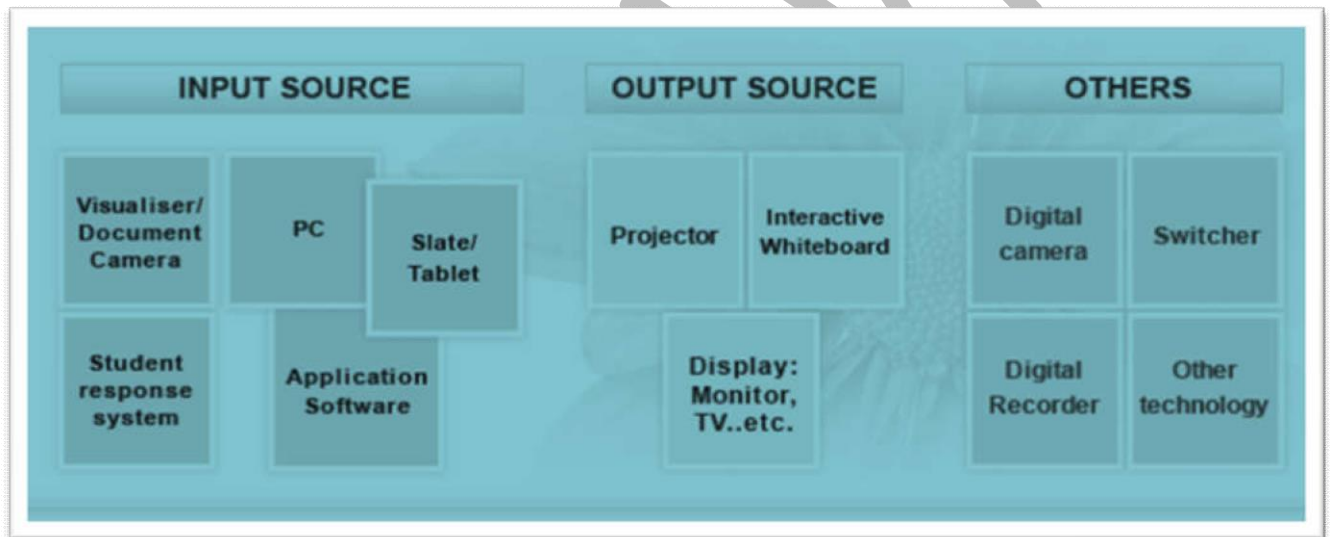 INPUT SOURCE
OUTPUT SOURCE
OTHERS
Visualiser/
Document
Camera
PC
Slate/
Tablet
Student
response
system
Application
Software
Projector
Interactive
Whiteboard
Display:
Monitor,
TV..etc.
Digital
camera
Switcher
Digital
Recorder
Other
technology